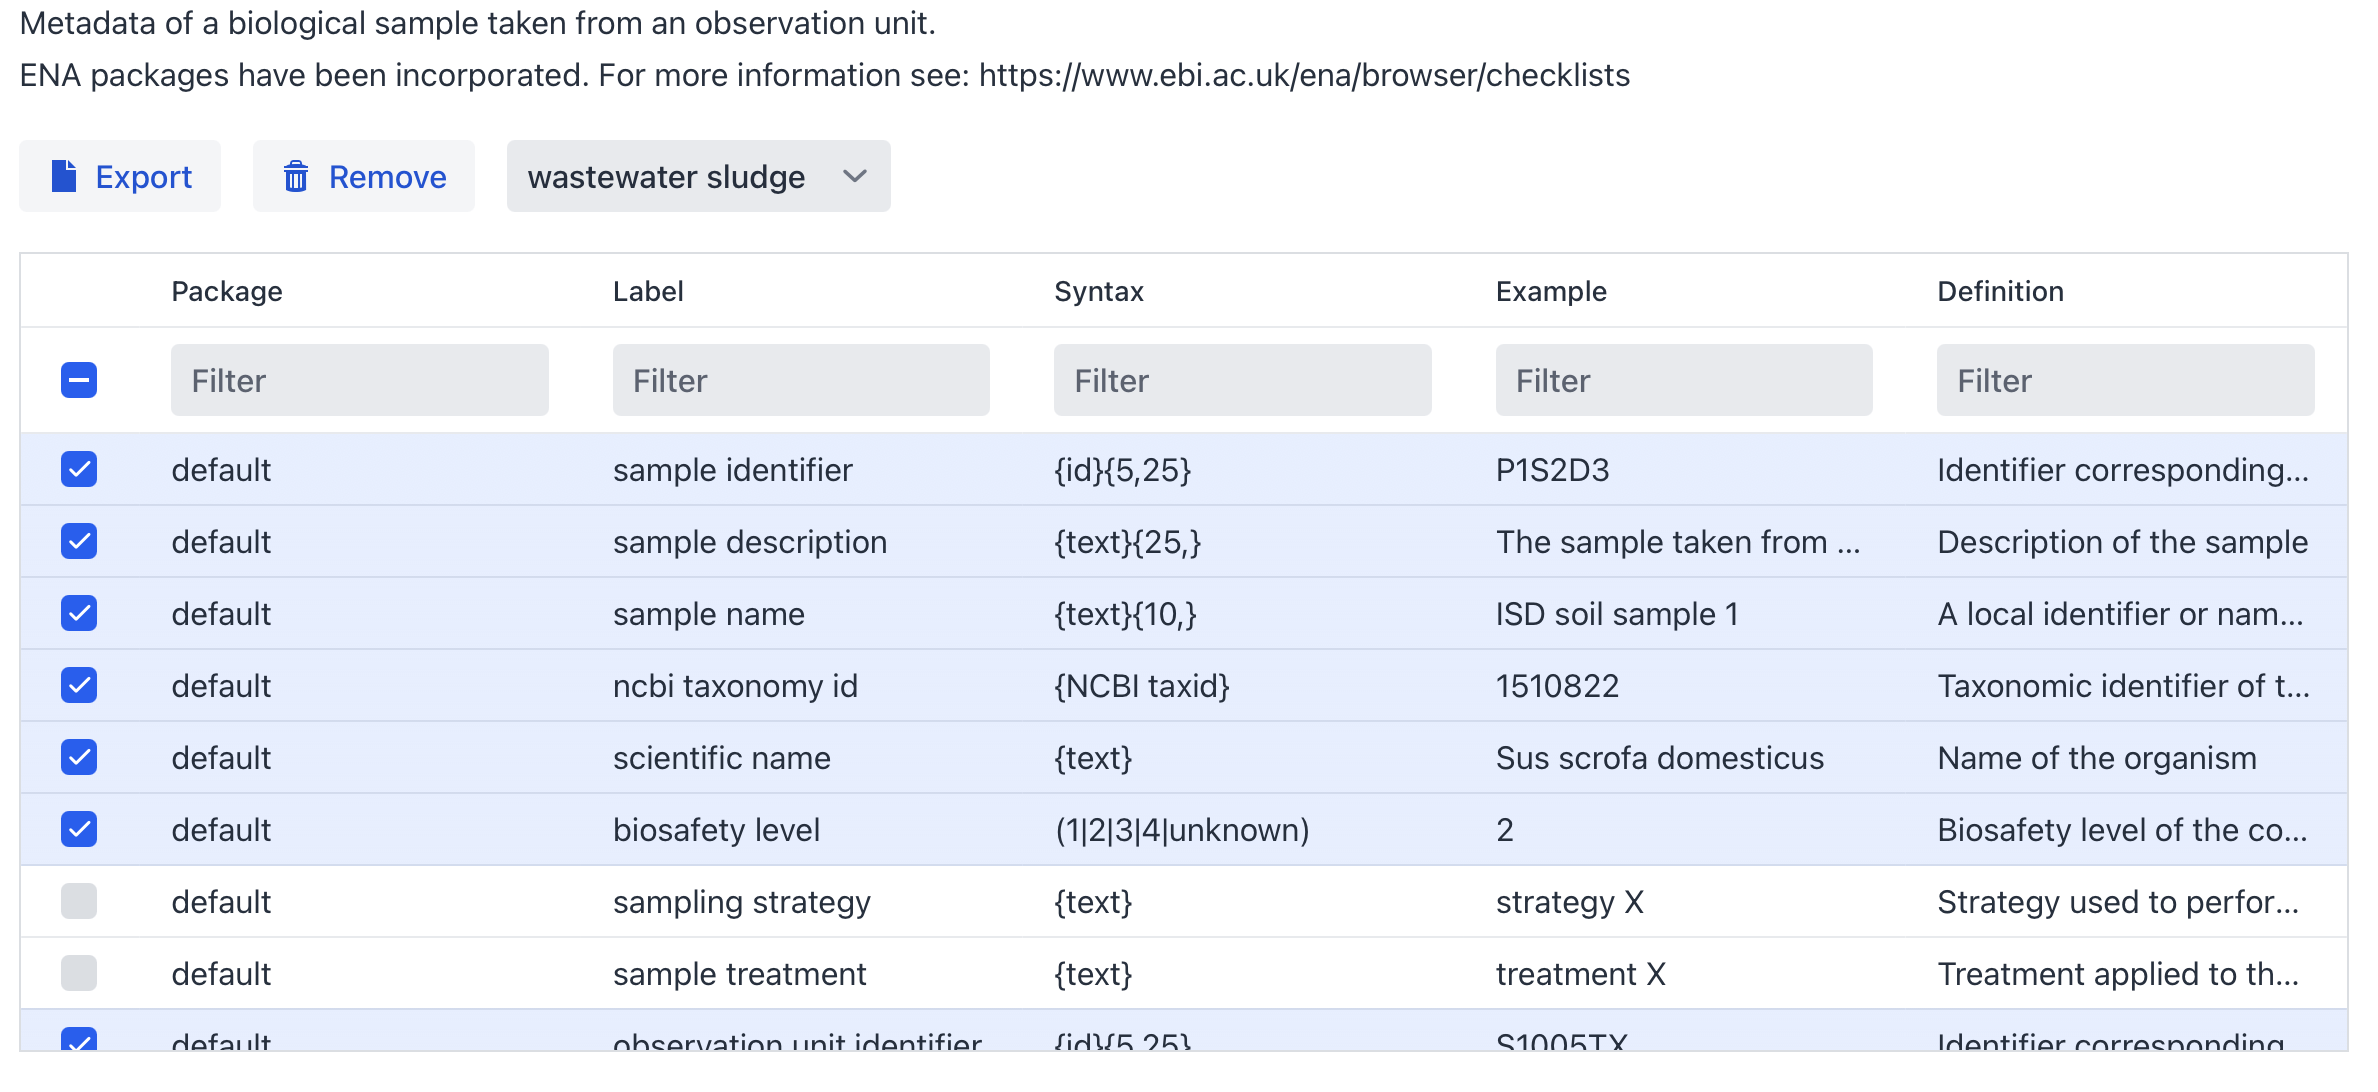 Metadata of a biological sample taken from an observation unit.
ENA packages have been incorporated. For more information see: https://www.ebi.ac.uk/ena/browser/checklists
Export Remove wastewater sludge
Package Label Syntax Example Definition
Filter Filter Filter Filter Filter
default sample identifier {id}{5,25} P1S2D3 Identifier corresponding...
default sample description {text}{25,} The sample taken from ... Description of the sample
default sample name {text}{10,} ISD soil sample 1 A local identifier or nam...
default ncbi taxonomy id {NCBI taxid} 1510822 Taxonomic identifier of t...
default scientific name {text} Sus scrofa domesticus Name of the organism
default biosafety level (1|2|3|4|unknown) 2 Biosafety level of the co...
default sampling strategy {text} strategy X Strategy used to perfor...
default sample treatment {text} treatment X Treatment applied to th...
default observation unit identifier {id}{5,25} S1005TX Identifier corresponding...